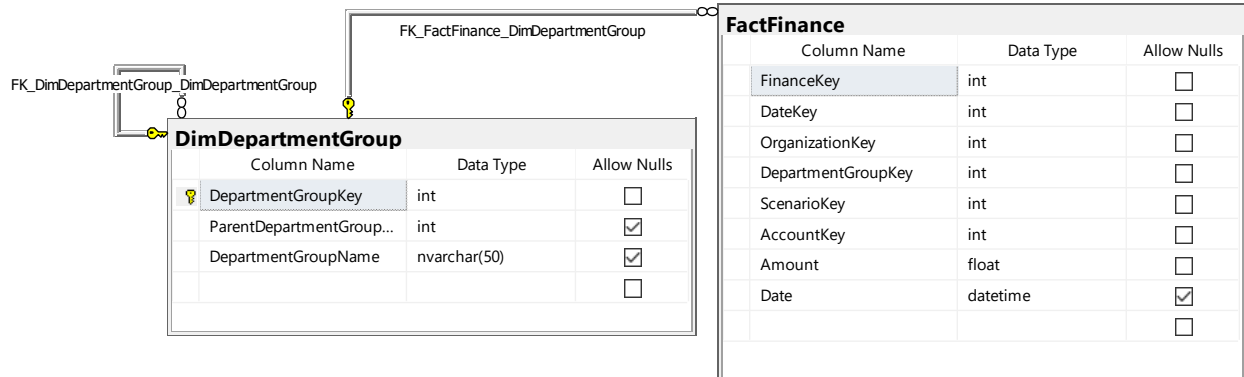 FK_FactFinance_DimDepartmentGroup
FK_DimDepartmentGroup_DimDepartmentGroup
DimDepartmentGroup
Column Name Data Type Allow Nulls
DepartmentGroupKey int
ParentDepartmentGroup... int
DepartmentGroupName nvarchar(50)
FactFinance
Column Name Data Type Allow Nulls
FinanceKey int
DateKey int
OrganizationKey int
DepartmentGroupKey int
ScenarioKey int
AccountKey int
Amount float
Date datetime